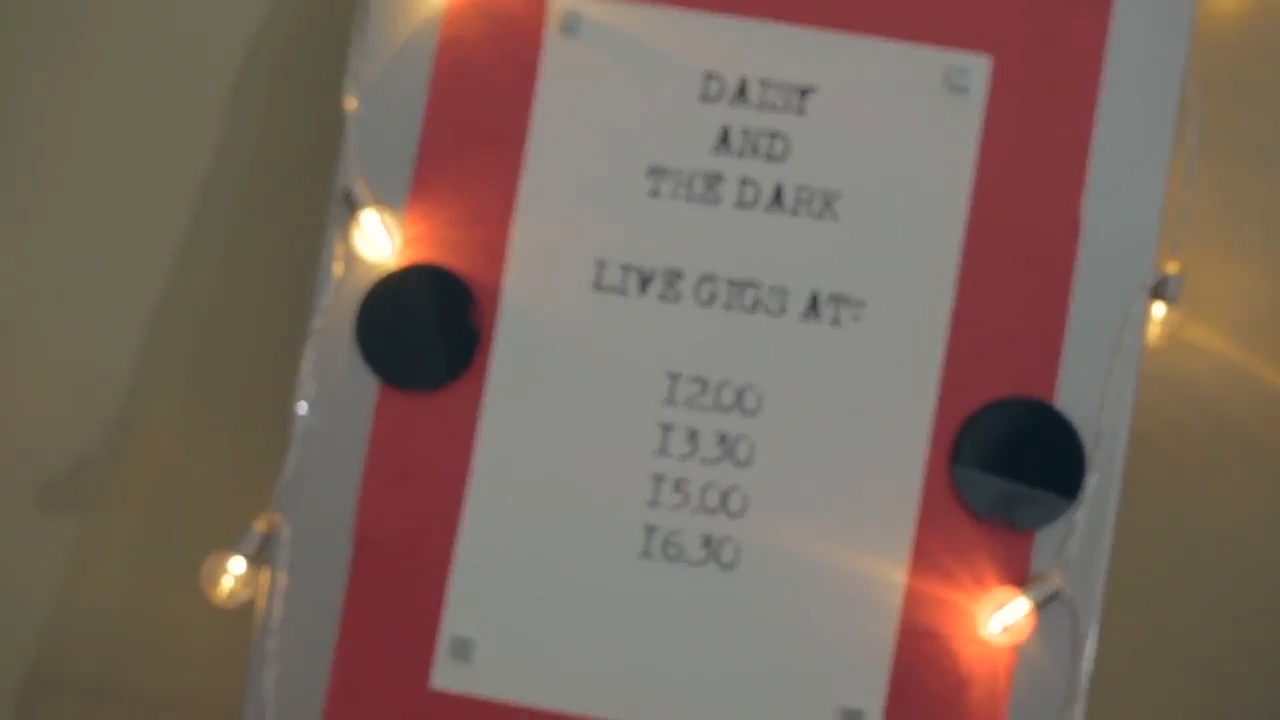 DAISY
AND
THE DARK
LIVE GIGS AT:
12.00
13.30
15.00
16.30